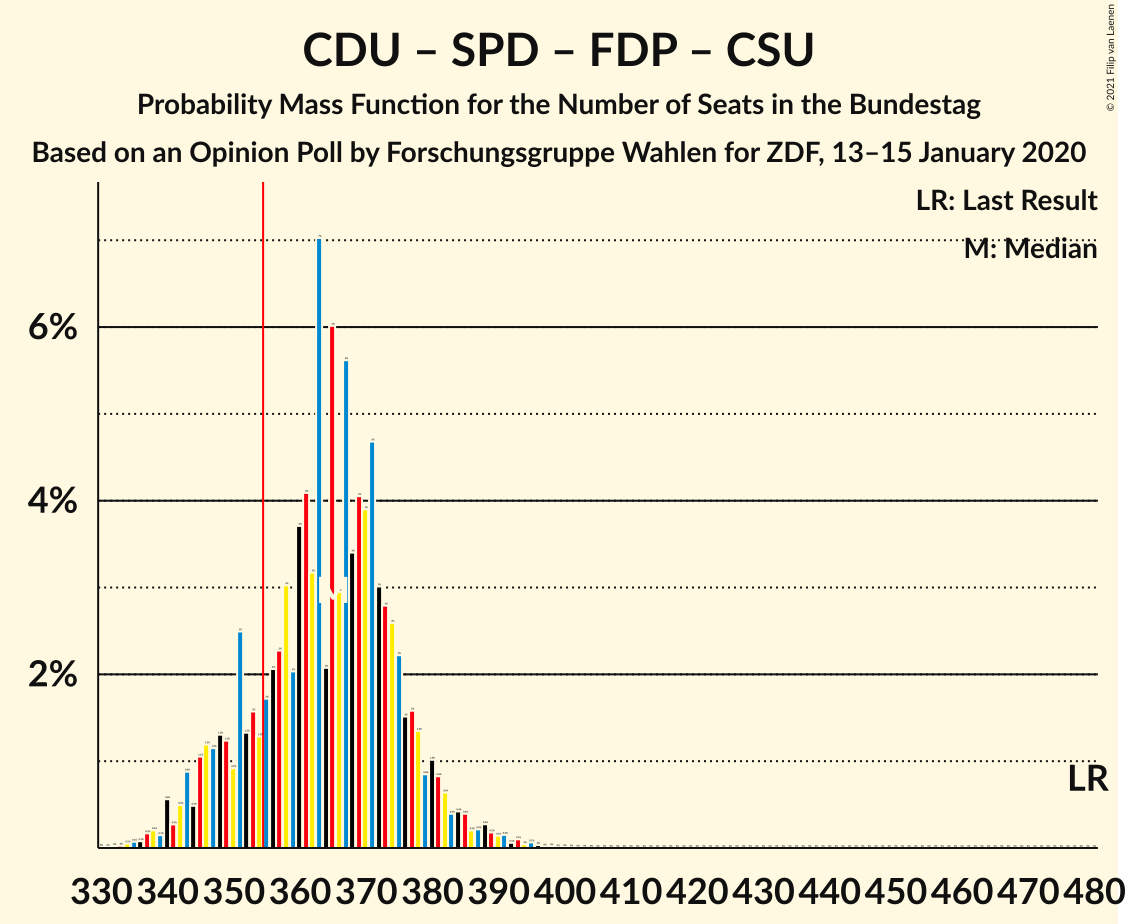 CDU – SPD – FDP – CSU
Probability Mass Function for the Number of Seats in the Bundestag
Based on an Opinion Poll by Forschungsgruppe Wahlen for ZDF, 13–15 January 2020
© 2021 Filip van Laenen
LR: Last Result
M: Median
6%
4%
2%
M
LR
330 340 350 360 370 380 390 400 410 420 430 440 450 460 470 480